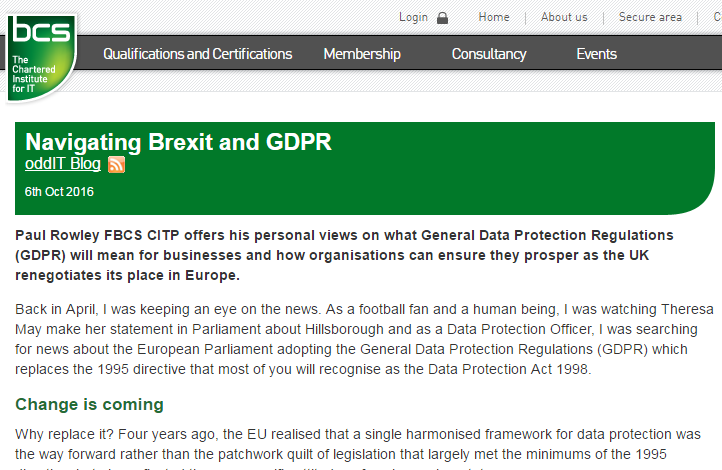 Login Home About us Secure area C
bcs
The
Chartered
Institute
for IT
Qualifications and Certifications Membership Consultancy Events
Navigating Brexit and GDPR
oddIT Blog
6th Oct 2016
Paul Rowley FBCS CITP offers his personal views on what General Data Protection Regulations
(GDPR) will mean for businesses and how organisations can ensure they prosper as the UK
renegotiates its place in Europe.
Back in April, I was keeping an eye on the news. As a football fan and a human being, I was watching Theresa
May make her statement in Parliament about Hillsborough and as a Data Protection Officer, I was searching
for news about the European Parliament adopting the General Data Protection Regulations (GDPR) which
replaces the 1995 directive that most of you will recognise as the Data Protection Act 1998.
Change is coming
Why replace it? Four years ago, the EU realised that a single harmonised framework for data protection was
the way forward rather than the patchwork quilt of legislation that largely met the minimums of the 1995